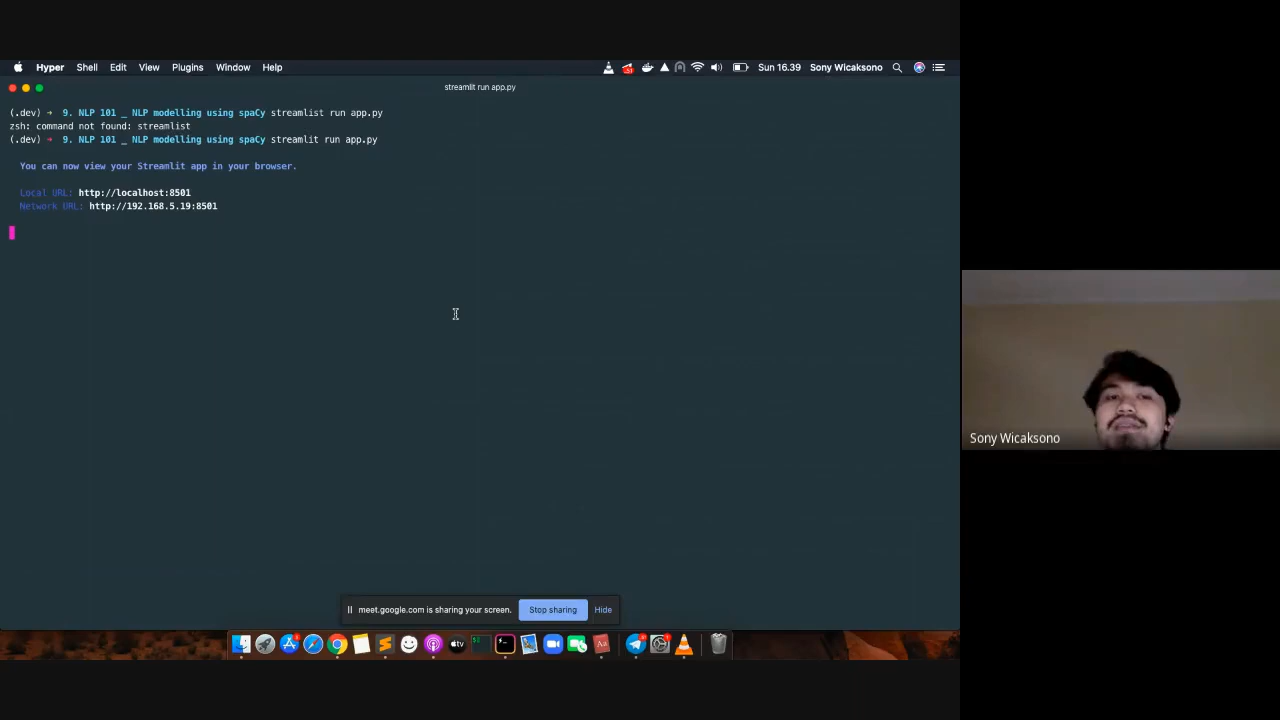 Hyper Shell Edit View Plugins Window Help Sun 16.39 Sony Wicaksono
streamlit run app.py
(.dev) ➜ 9. NLP 101 _ NLP modelling using spaCy streamlist run app.py
zsh: command not found: streamlist
(.dev) ➜ 9. NLP 101 _ NLP modelling using spaCy streamlit run app.py
You can now view your Streamlit app in your browser.
Local URL: http://localhost:8501
Network URL: http://192.168.5.19:8501
Sony Wicaksono
meet.google.com is sharing your screen. Stop sharing Hide
tv
Aa